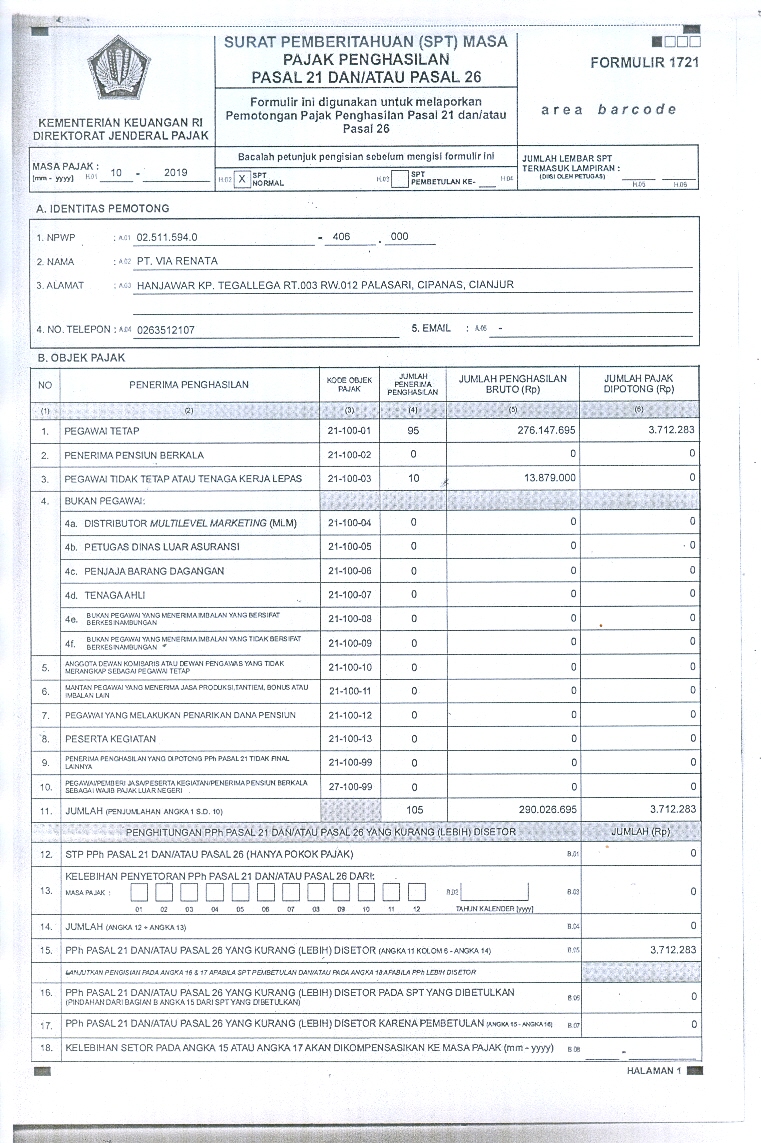 SURAT PEMBERITAHUAN (SPT) MASA
PAJAK PENGHASILAN
PASAL 21 DAN/ATAU PASAL 26
Formulir ini digunakan untuk melaporkan
Pemotongan Pajak Penghasilan Pasal 21 dan/atau
Pasal 26
FORMULIR 1721
area barcode
KEMENTERIAN KEUANGAN RI
DIREKTORAT JENDERAL PAJAK
Bacalah petunjuk pengisian sebelum mengisi formulir ini
MASA PAJAK :
[mm - yyyy] H.01 10 - 2019
H.02 X SPT NORMAL
H.03 SPT PEMBETULAN KE- H.04
JUMLAH LEMBAR SPT
TERMASUK LAMPIRAN :
(DIISI OLEH PETUGAS)
H.05 H.06
A. IDENTITAS PEMOTONG
1. NPWP : A.01 02.511.594.0 - 406 . 000
2. NAMA : A.02 PT. VIA RENATA
3. ALAMAT : A.03 HANJAWAR KP. TEGALLEGA RT.003 RW.012 PALASARI, CIPANAS, CIANJUR
4. NO. TELEPON : A.04 0263512107 5. EMAIL : A.05 -
B. OBJEK PAJAK
NO PENERIMA PENGHASILAN KODE OBJEK PAJAK JUMLAH PENERIMA PENGHASILAN JUMLAH PENGHASILAN BRUTO (Rp) JUMLAH PAJAK DIPOTONG (Rp)
(1) (2) (3) (4) (5) (6)
1. PEGAWAI TETAP 21-100-01 95 276.147.695 3.712.283
2. PENERIMA PENSIUN BERKALA 21-100-02 0 0 0
3. PEGAWAI TIDAK TETAP ATAU TENAGA KERJA LEPAS 21-100-03 10 13.879.000 0
4. BUKAN PEGAWAI:
4a. DISTRIBUTOR MULTILEVEL MARKETING (MLM) 21-100-04 0 0 0
4b. PETUGAS DINAS LUAR ASURANSI 21-100-05 0 0 0
4c. PENJAJA BARANG DAGANGAN 21-100-06 0 0 0
4d. TENAGA AHLI 21-100-07 0 0 0
4e. BUKAN PEGAWAI YANG MENERIMA IMBALAN YANG BERSIFAT BERKESINAMBUNGAN 21-100-08 0 0 0
4f. BUKAN PEGAWAI YANG MENERIMA IMBALAN YANG TIDAK BERSIFAT BERKESINAMBUNGAN 21-100-09 0 0 0
5. ANGGOTA DEWAN KOMISARIS ATAU DEWAN PENGAWAS YANG TIDAK MERANGKAP SEBAGAI PEGAWAI TETAP 21-100-10 0 0 0
6. MANTAN PEGAWAI YANG MENERIMA JASA PRODUKSI,TANTIEM, BONUS ATAU IMBALAN LAIN 21-100-11 0 0 0
7. PEGAWAI YANG MELAKUKAN PENARIKAN DANA PENSIUN 21-100-12 0 0 0
8. PESERTA KEGIATAN 21-100-13 0 0 0
9. PENERIMA PENGHASILAN YANG DIPOTONG PPh PASAL 21 TIDAK FINAL LAINNYA 21-100-99 0 0 0
10. PEGAWAI/PEMBERI JASA/PESERTA KEGIATAN/PENERIMA PENSIUN BERKALA SEBAGAI WAJIB PAJAK LUAR NEGERI 27-100-99 0 0 0
11. JUMLAH (PENJUMLAHAN ANGKA 1 S.D. 10) 105 290.026.695 3.712.283
PENGHITUNGAN PPh PASAL 21 DAN/ATAU PASAL 26 YANG KURANG (LEBIH) DISETOR JUMLAH (Rp)
12. STP PPh PASAL 21 DAN/ATAU PASAL 26 (HANYA POKOK PAJAK) B.01 0
13. KELEBIHAN PENYETORAN PPh PASAL 21 DAN/ATAU PASAL 26 DARI:
MASA PAJAK : B.02 B.03 0
01 02 03 04 05 06 07 08 09 10 11 12 TAHUN KALENDER [yyyy]
14. JUMLAH (ANGKA 12 + ANGKA 13) B.04 0
15. PPh PASAL 21 DAN/ATAU PASAL 26 YANG KURANG (LEBIH) DISETOR (ANGKA 11 KOLOM 6 - ANGKA 14) B.05 3.712.283
LANJUTKAN PENGISIAN PADA ANGKA 16 & 17 APABILA SPT PEMBETULAN DAN/ATAU PADA ANGKA 18 APABILA PPh LEBIH DISETOR
16. PPh PASAL 21 DAN/ATAU PASAL 26 YANG KURANG (LEBIH) DISETOR PADA SPT YANG DIBETULKAN B.06 0
(PINDAHAN DARI BAGIAN B ANGKA 15 DARI SPT YANG DIBETULKAN)
17. PPh PASAL 21 DAN/ATAU PASAL 26 YANG KURANG (LEBIH) DISETOR KARENA PEMBETULAN (ANGKA 15 - ANGKA 16) B.07 0
18. KELEBIHAN SETOR PADA ANGKA 15 ATAU ANGKA 17 AKAN DIKOMPENSASIKAN KE MASA PAJAK (mm - yyyy) B.08 -
HALAMAN 1